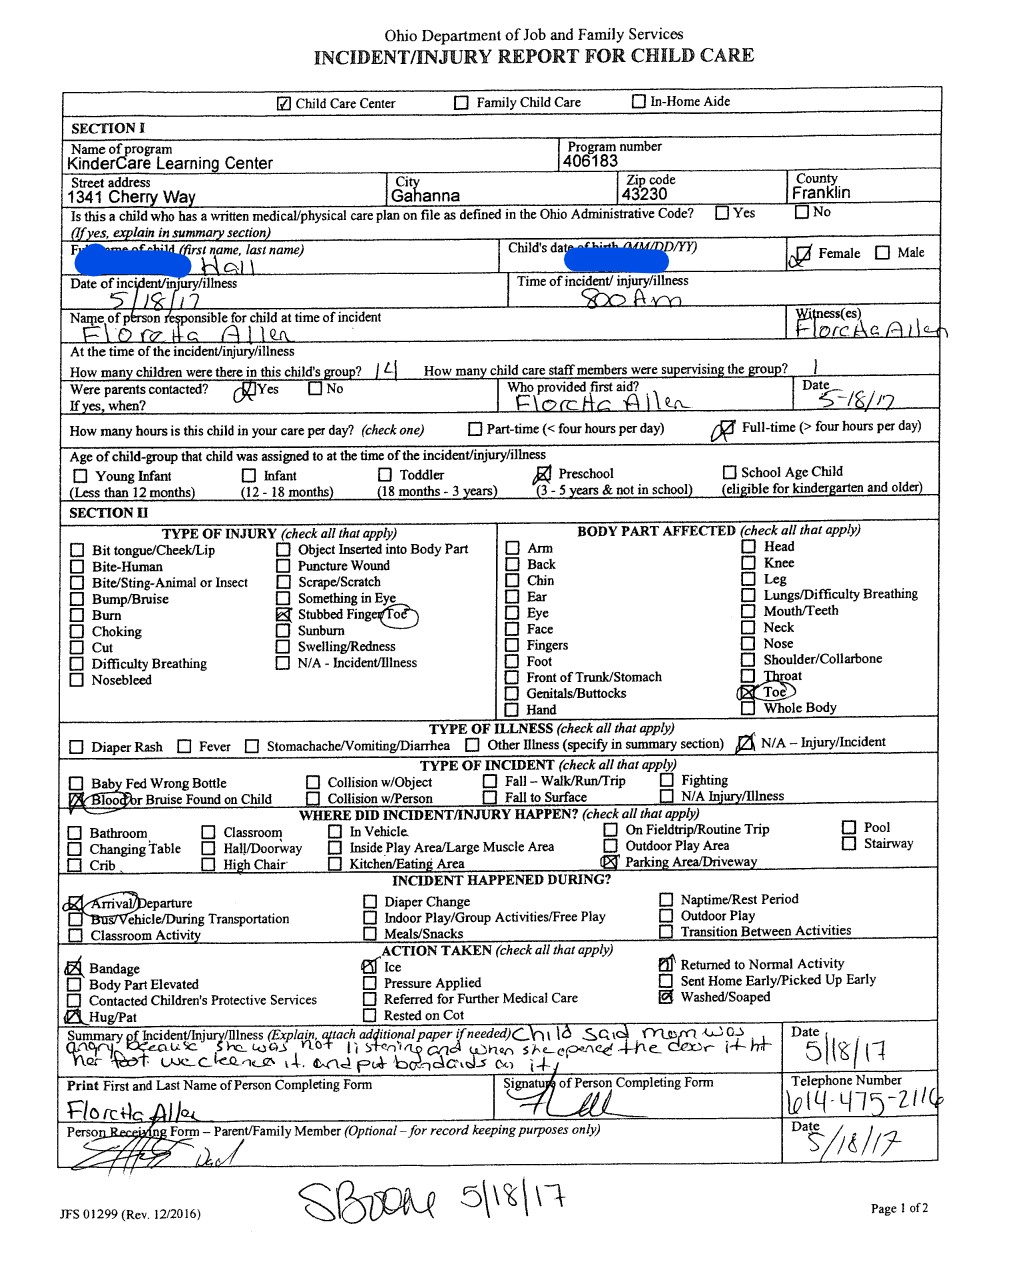 Ohio Department of Job and Family Services
INCIDENT/INJURY REPORT FOR CHILD CARE
Child Care Center Family Child Care In-Home Aide
SECTION I
Name of program Program number
KinderCare Learning Center 406183
Street address City Zip code County
1341 Cherry Way Gahanna 43230 Franklin
Is this a child who has a written medical/physical care plan on file as defined in the Ohio Administrative Code? Yes No
(If yes, explain in summary section)
of child (first name, last name) Child's date of birth (MM/DD/YY) Female Male
Hall
Date of incident/injury/illness Time of incident/ injury/illness
5/18/17 800 Am
Name of person responsible for child at time of incident Witness(es)
Florctta Allen Florctta Allen
At the time of the incident/injury/illness
How many children were there in this child's group? 14 How many child care staff members were supervising the group? 1
Were parents contacted? Yes No Who provided first aid? Date
If yes, when? Florctta Allen 5-18/17
How many hours is this child in your care per day? (check one) Part-time (< four hours per day) Full-time (> four hours per day)
Age of child-group that child was assigned to at the time of the incident/injury/illness
Young Infant Infant Toddler Preschool School Age Child
(Less than 12 months) (12 - 18 months) (18 months - 3 years) (3 - 5 years & not in school) (eligible for kindergarten and older)
SECTION II
TYPE OF INJURY (check all that apply) BODY PART AFFECTED (check all that apply)
Bit tongue/Cheek/Lip Object Inserted into Body Part Arm Head
Bite-Human Puncture Wound Back Knee
Bite/Sting-Animal or Insect Scrape/Scratch Chin Leg
Bump/Bruise Something in Eye Ear Lungs/Difficulty Breathing
Burn Stubbed Finger/Toe Eye Mouth/Teeth
Choking Sunburn Face Neck
Cut Swelling/Redness Fingers Nose
Difficulty Breathing N/A - Incident/Illness Foot Shoulder/Collarbone
Nosebleed Front of Trunk/Stomach Throat
Genitals/Buttocks Toe
Hand Whole Body
TYPE OF ILLNESS (check all that apply)
Diaper Rash Fever Stomachache/Vomiting/Diarrhea Other Illness (specify in summary section) N/A – Injury/Incident
TYPE OF INCIDENT (check all that apply)
Baby Fed Wrong Bottle Collision w/Object Fall – Walk/Run/Trip Fighting
Blood or Bruise Found on Child Collision w/Person Fall to Surface N/A Injury/Illness
WHERE DID INCIDENT/INJURY HAPPEN? (check all that apply)
Bathroom Classroom In Vehicle On Fieldtrip/Routine Trip Pool
Changing Table Hall/Doorway Inside Play Area/Large Muscle Area Outdoor Play Area Stairway
Crib High Chair Kitchen/Eating Area Parking Area/Driveway
INCIDENT HAPPENED DURING?
Arrival/Departure Diaper Change Naptime/Rest Period
Bus/Vehicle/During Transportation Indoor Play/Group Activities/Free Play Outdoor Play
Classroom Activity Meals/Snacks Transition Between Activities
ACTION TAKEN (check all that apply)
Bandage Ice Returned to Normal Activity
Body Part Elevated Pressure Applied Sent Home Early/Picked Up Early
Contacted Children's Protective Services Referred for Further Medical Care Washed/Soaped
Hug/Pat Rested on Cot
Summary of Incident/Injury/Illness (Explain, attach additional paper if needed) Child said mom was Date
angry because she was not listening and when she opened the door it hit 5/18/17
her foot. we cleence it. and put bandaids on it,
Print First and Last Name of Person Completing Form Signature of Person Completing Form Telephone Number
Florctta Allen 614-475-2116
Person Receiving Form – Parent/Family Member (Optional – for record keeping purposes only) Date
Dad 5/18/17
SBoone 5/18/17
JFS 01299 (Rev. 12/2016) Page 1 of 2